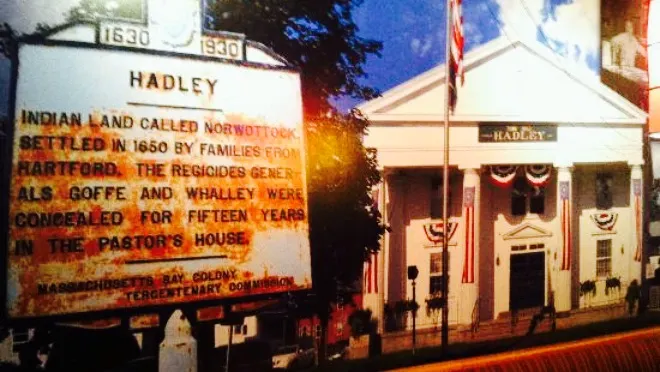 1630 1930
HADLEY
INDIAN LAND CALLED NORWOTTOCK.
SETTLED IN 1650 BY FAMILIES FROM
HARTFORD. THE REGICIDES GENER-
ALS GOFFE AND WHALLEY WERE
CONCEALED FOR FIFTEEN YEARS
IN THE PASTOR'S HOUSE.
MASSACHUSETTS BAY COLONY
TERCENTENARY COMMISSION
HADLEY